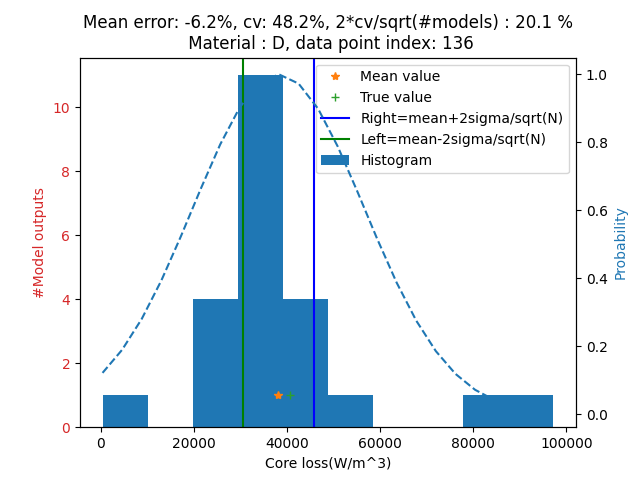 Mean error: -6.2%, cv: 48.2%, 2*cv/sqrt(#models) : 20.1 %
Material : D, data point index: 136
Mean value
True value
Right=mean+2sigma/sqrt(N)
Left=mean-2sigma/sqrt(N)
Histogram
#Model outputs
10
8
6
4
2
0
1.0
0.8
0.6
0.4
0.2
0.0
Probability
0
20000
40000
60000
80000
100000
Core loss(W/m^3)